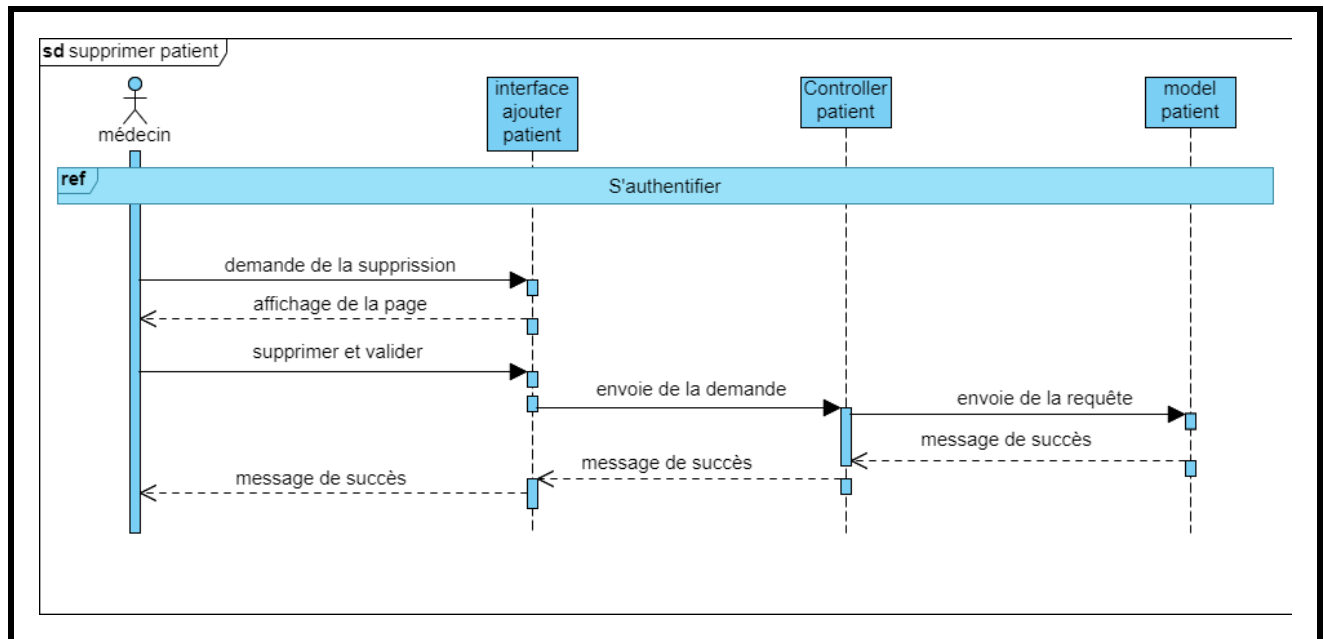 sd supprimer patient
médecin
interface
ajouter
patient
Controller
patient
model
patient
ref
S'authentifier
demande de la supprission
affichage de la page
supprimer et valider
envoie de la demande
envoie de la requête
message de succès
message de succès
message de succès